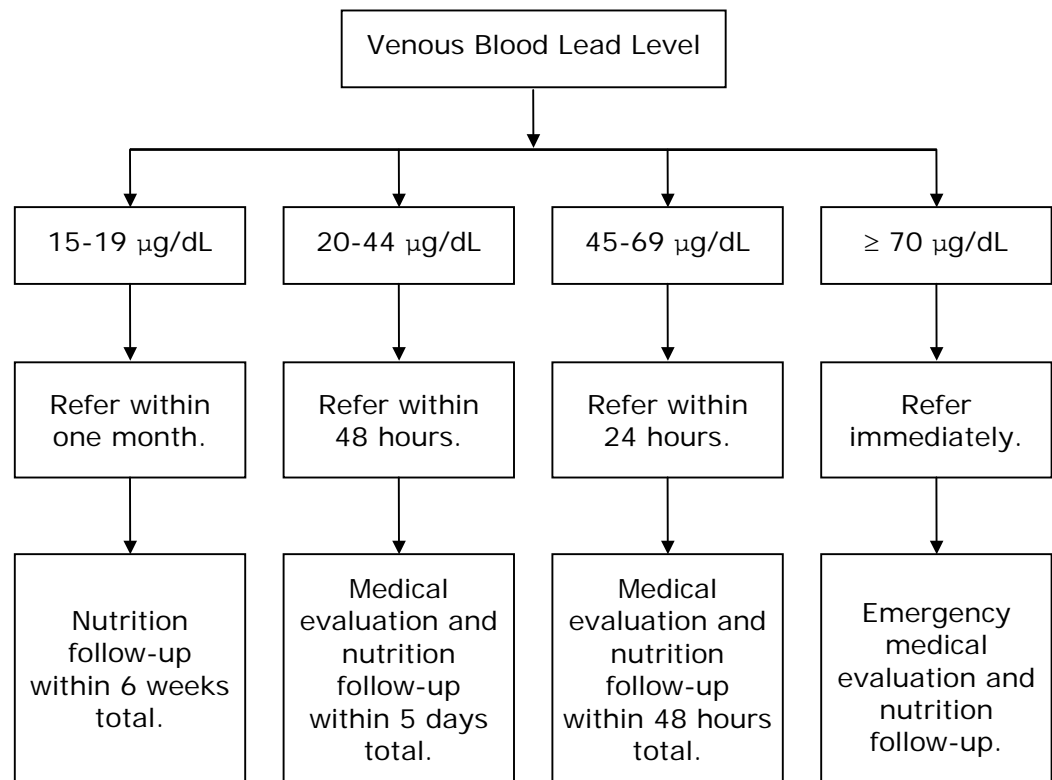 Venous Blood Lead Level
15-19 μg/dL
20-44 μg/dL
45-69 μg/dL
≥ 70 μg/dL
Refer within
one month.
Refer within
48 hours.
Refer within
24 hours.
Refer
immediately.
Nutrition
follow-up
within 6 weeks
total.
Medical
evaluation and
nutrition
follow-up
within 5 days
total.
Medical
evaluation and
nutrition
follow-up
within 48 hours
total.
Emergency
medical
evaluation and
nutrition
follow-up.